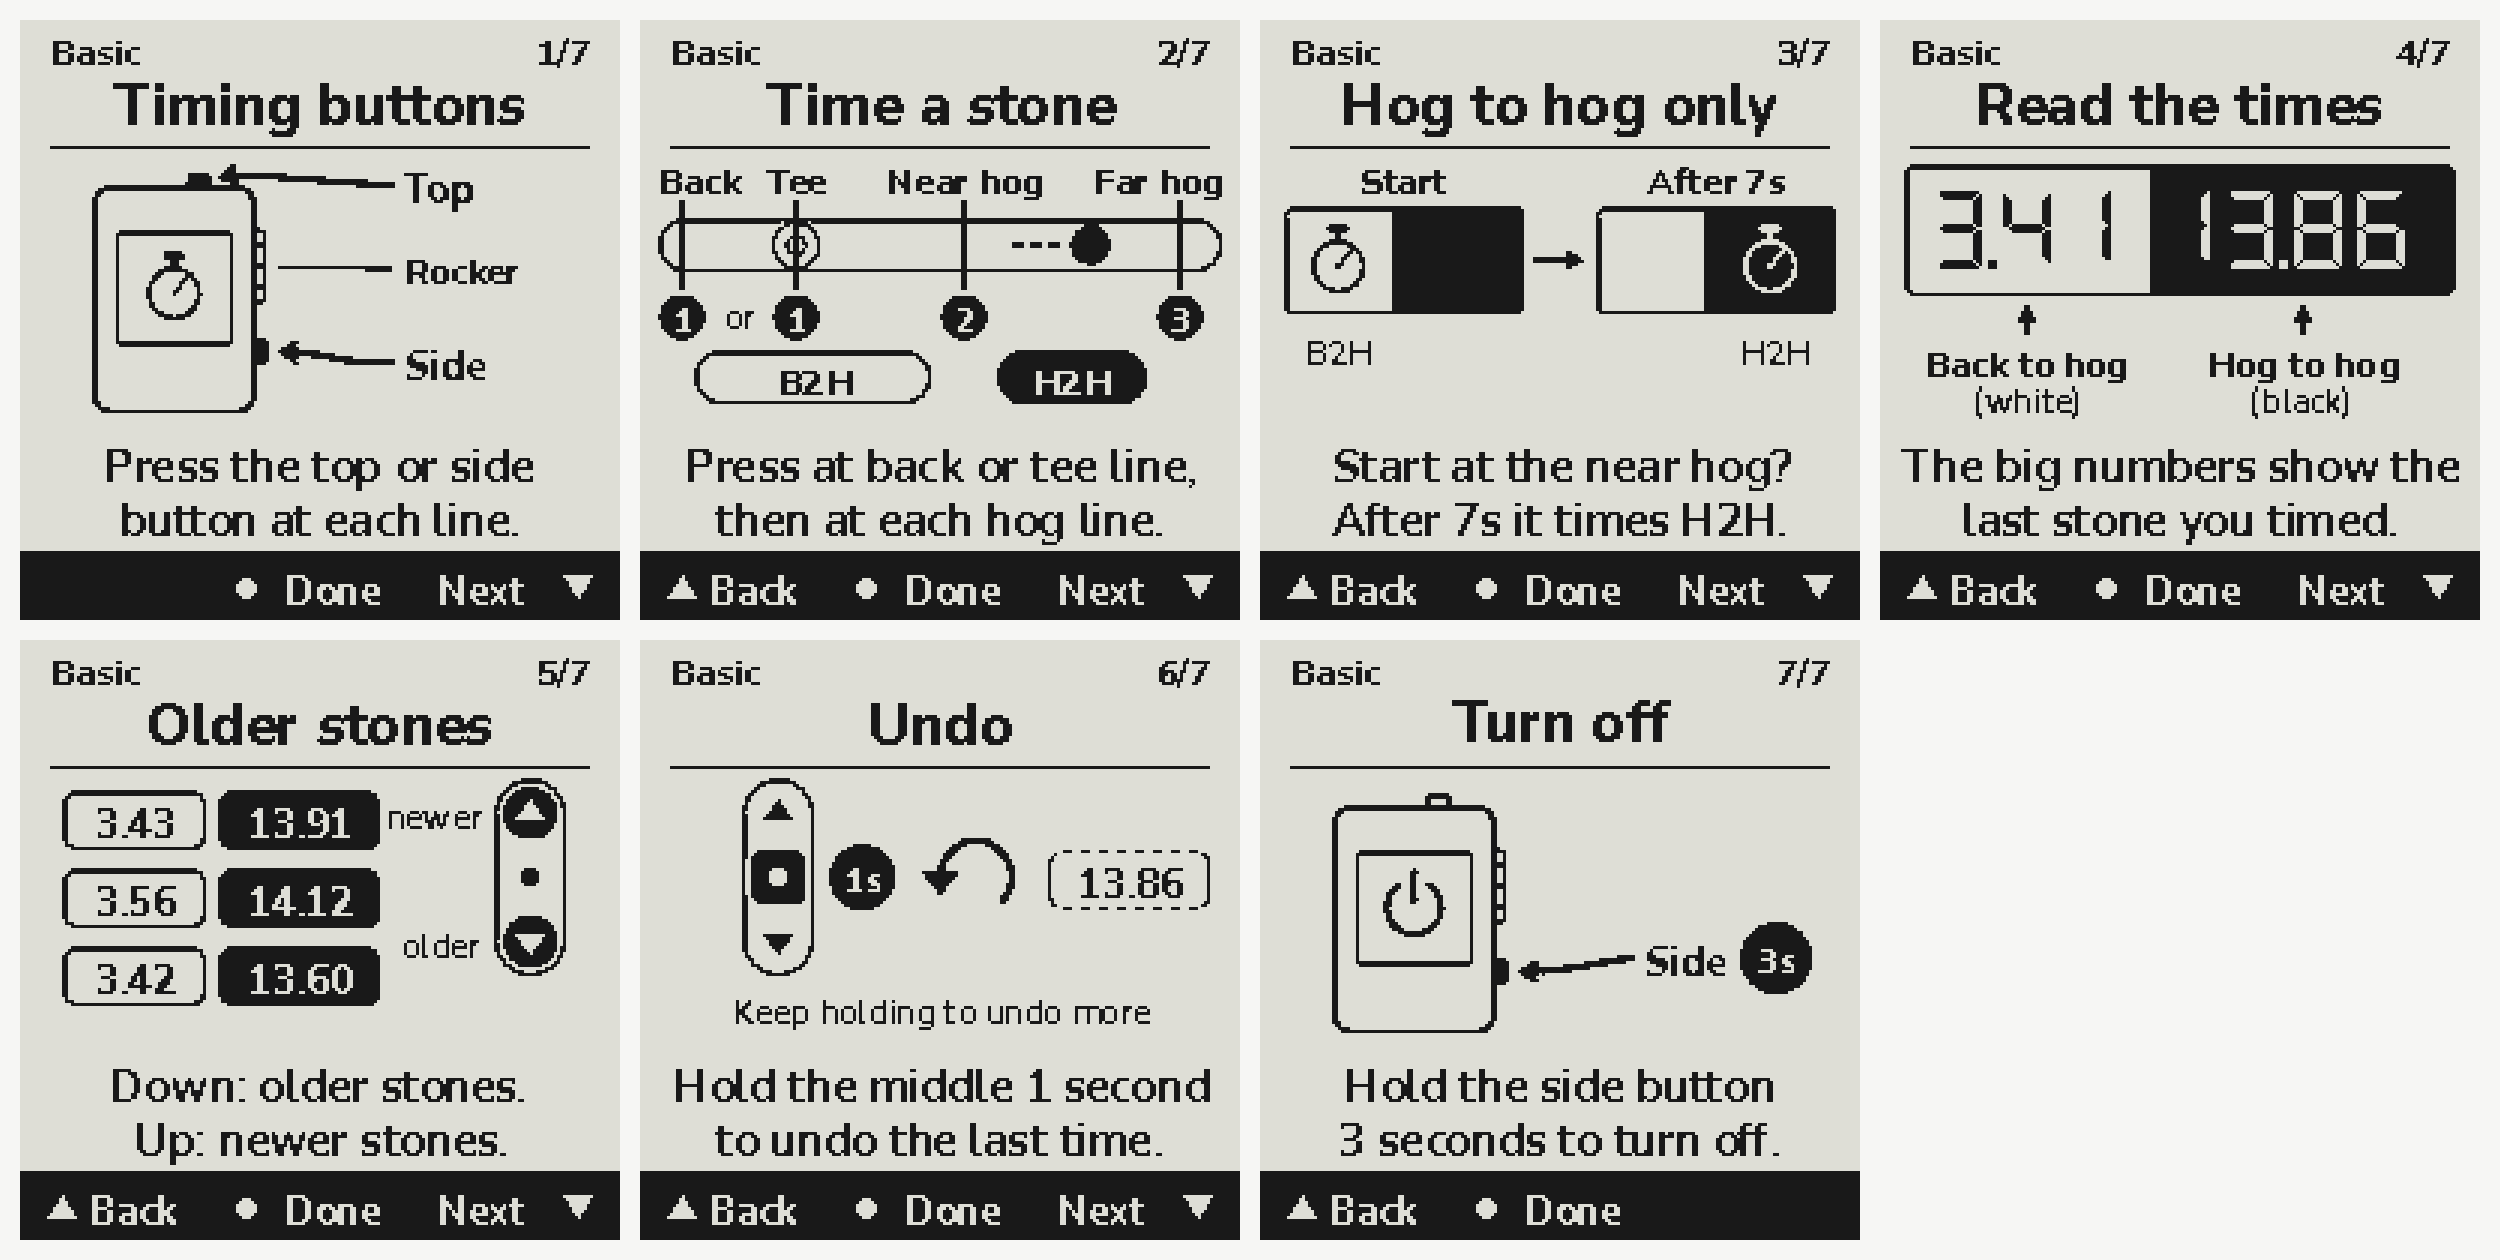 Basic 1/7
Timing buttons
Top
Rocker
Side
Press the top or side
button at each line.
Done Next
Basic 2/7
Time a stone
Back Tee Near hog Far hog
1 or 1 2 3
B2H H2H
Press at back or tee line,
then at each hog line.
Back Done Next
Basic 3/7
Hog to hog only
Start After 7s
B2H H2H
Start at the near hog?
After 7s it times H2H.
Back Done Next
Basic 4/7
Read the times
3.41 13.86
Back to hog Hog to hog
(white) (black)
The big numbers show the
last stone you timed.
Back Done Next
Basic 5/7
Older stones
3.43 13.91 newer
3.56 14.12
older
3.42 13.60
Down: older stones.
Up: newer stones.
Back Done Next
Basic 6/7
Undo
1s 13.86
Keep holding to undo more
Hold the middle 1 second
to undo the last time.
Back Done Next
Basic 7/7
Turn off
Side 3s
Hold the side button
3 seconds to turn off.
Back Done